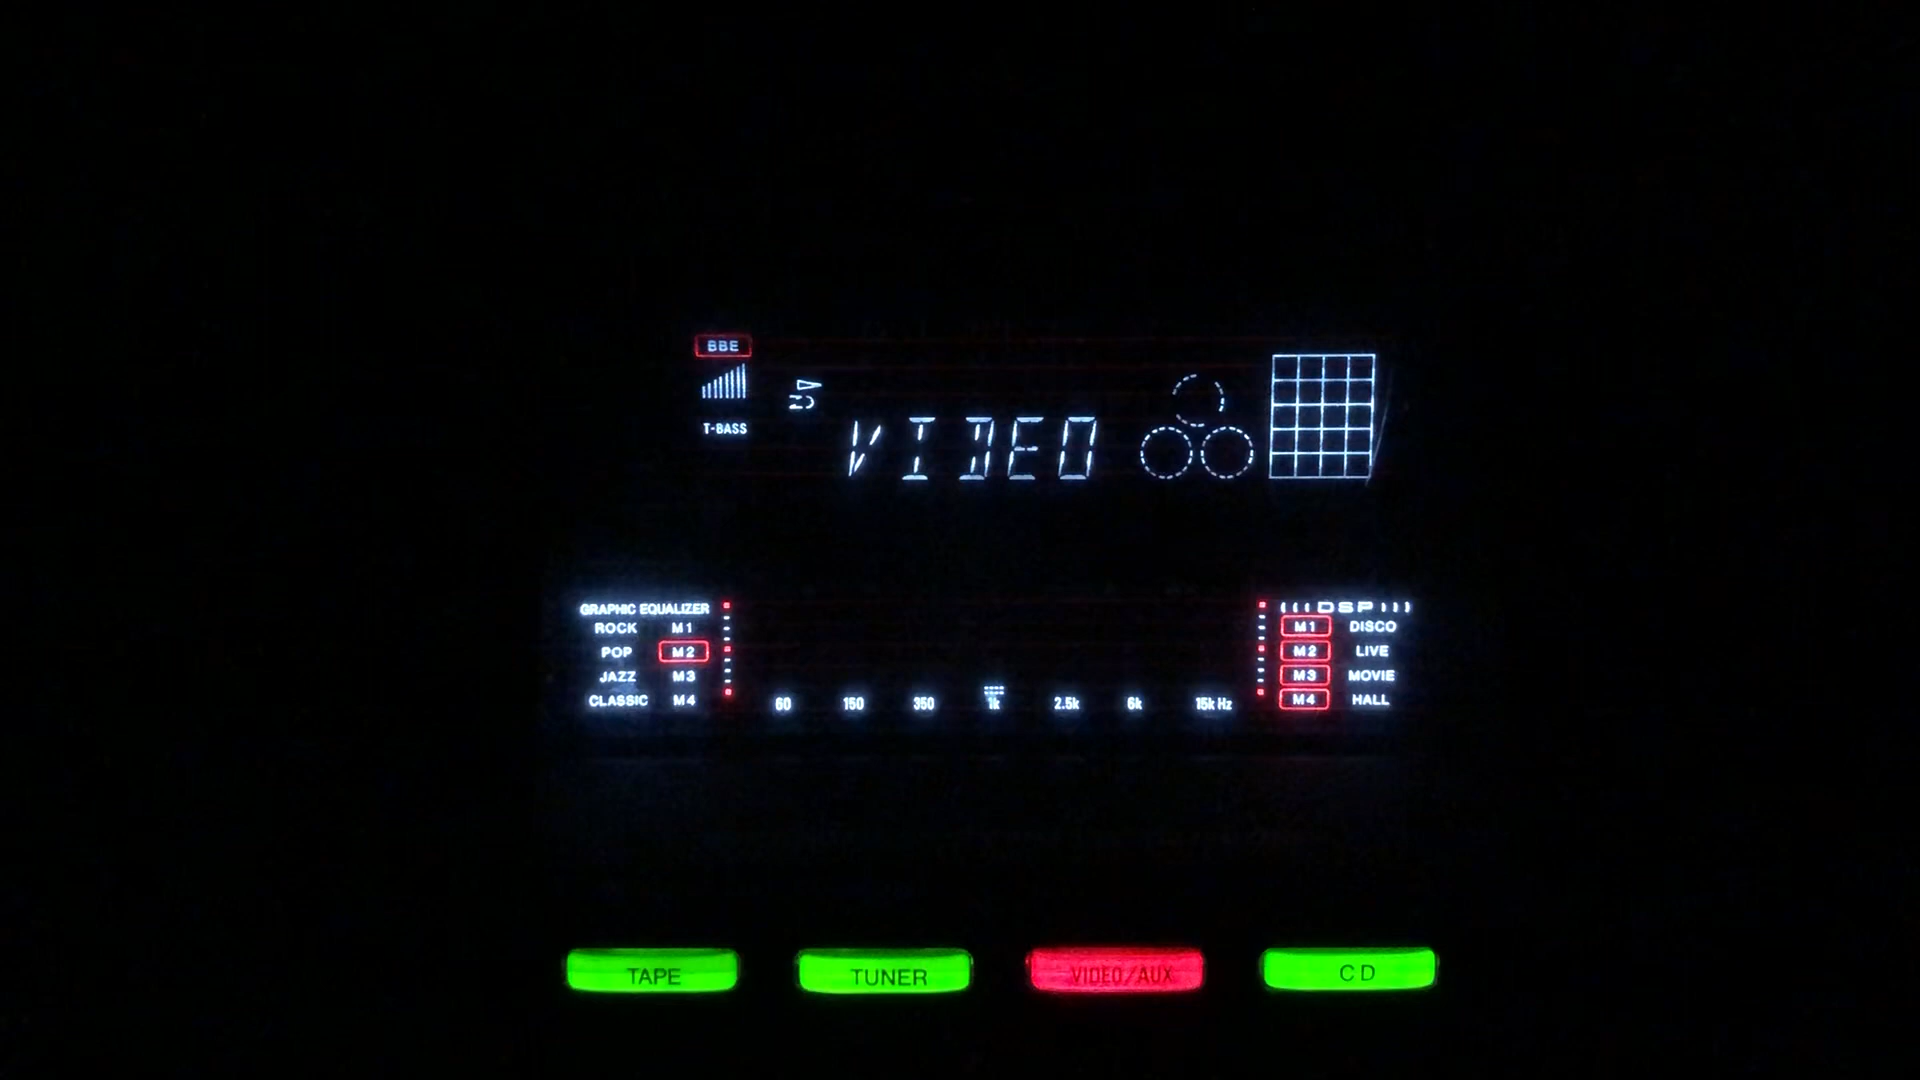 BBE
T-BASS
VIDEO
GRAPHIC EQUALIZER
ROCK M1
POP M2
JAZZ M3
CLASSIC M4
60 150 350 1k 2.5k 6k 15k Hz
(((DSP)))
M1 DISCO
M2 LIVE
M3 MOVIE
M4 HALL
TAPE TUNER VIDEO/AUX CD